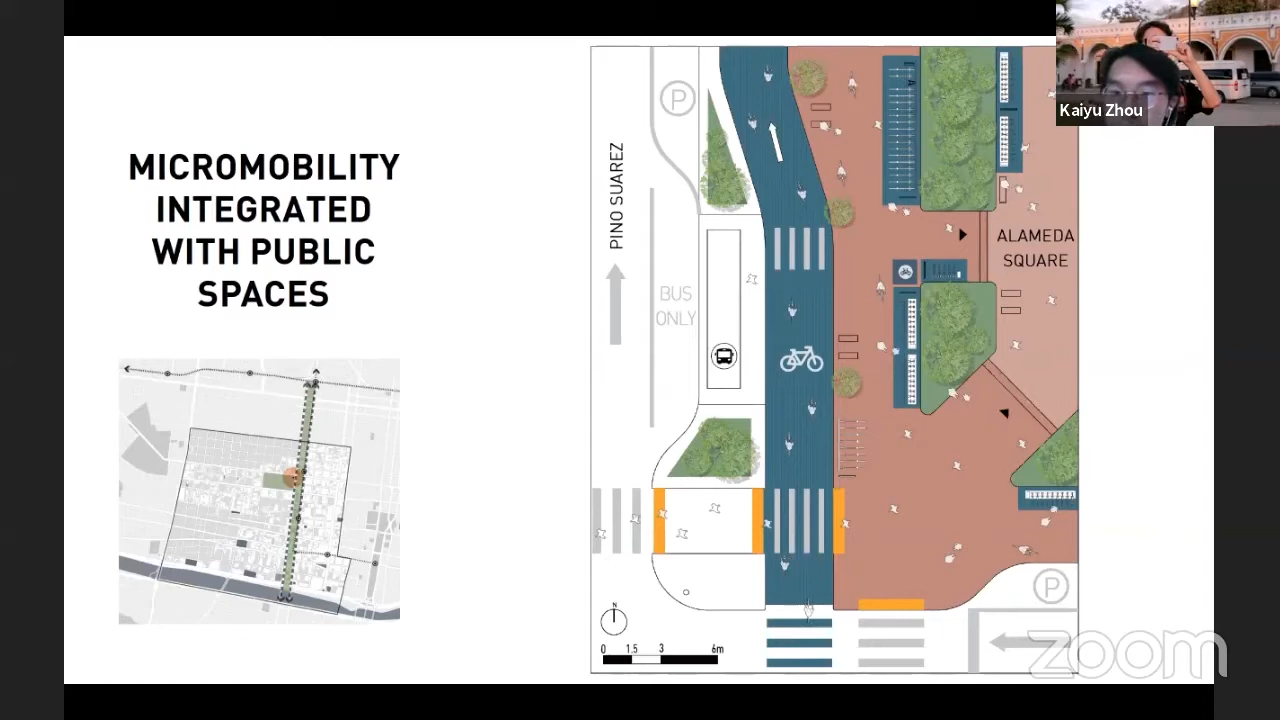 Kaiyu Zhou
MICROMOBILITY
INTEGRATED
WITH PUBLIC
SPACES
P
PINO SUAREZ
BUS
ONLY
ALAMEDA
SQUARE
P
N
0 1.5 3 6m
zoom